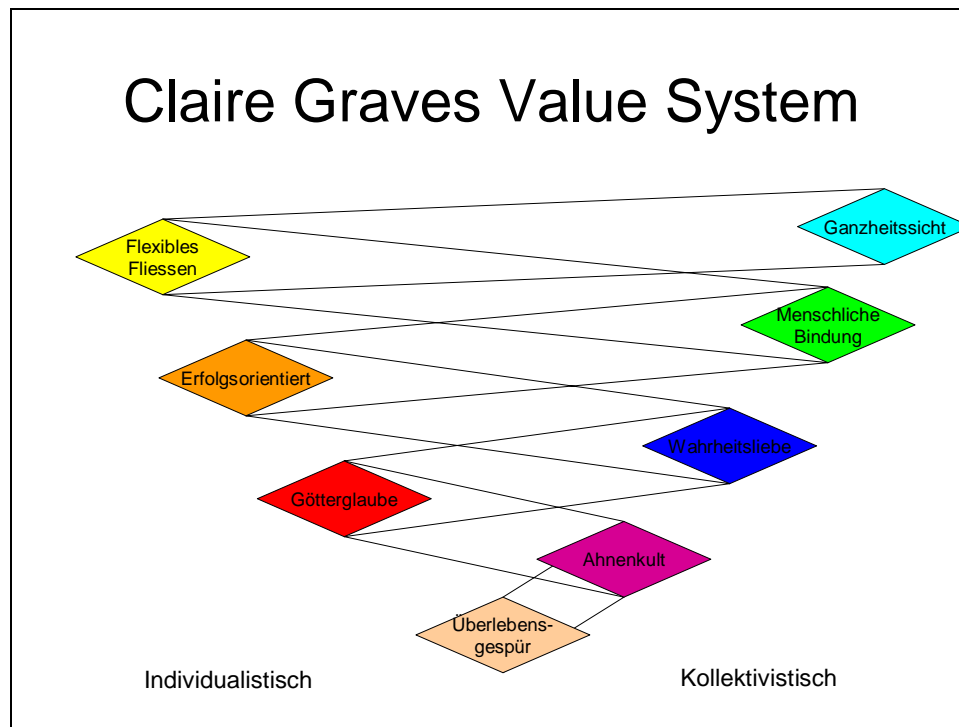 Claire Graves Value System
Ganzheitssicht
Flexibles
Fliessen
Menschliche
Bindung
Erfolgsorientiert
Wahrheitsliebe
Götterglaube
Ahnenkult
Überlebens-
gespür
Individualistisch
Kollektivistisch